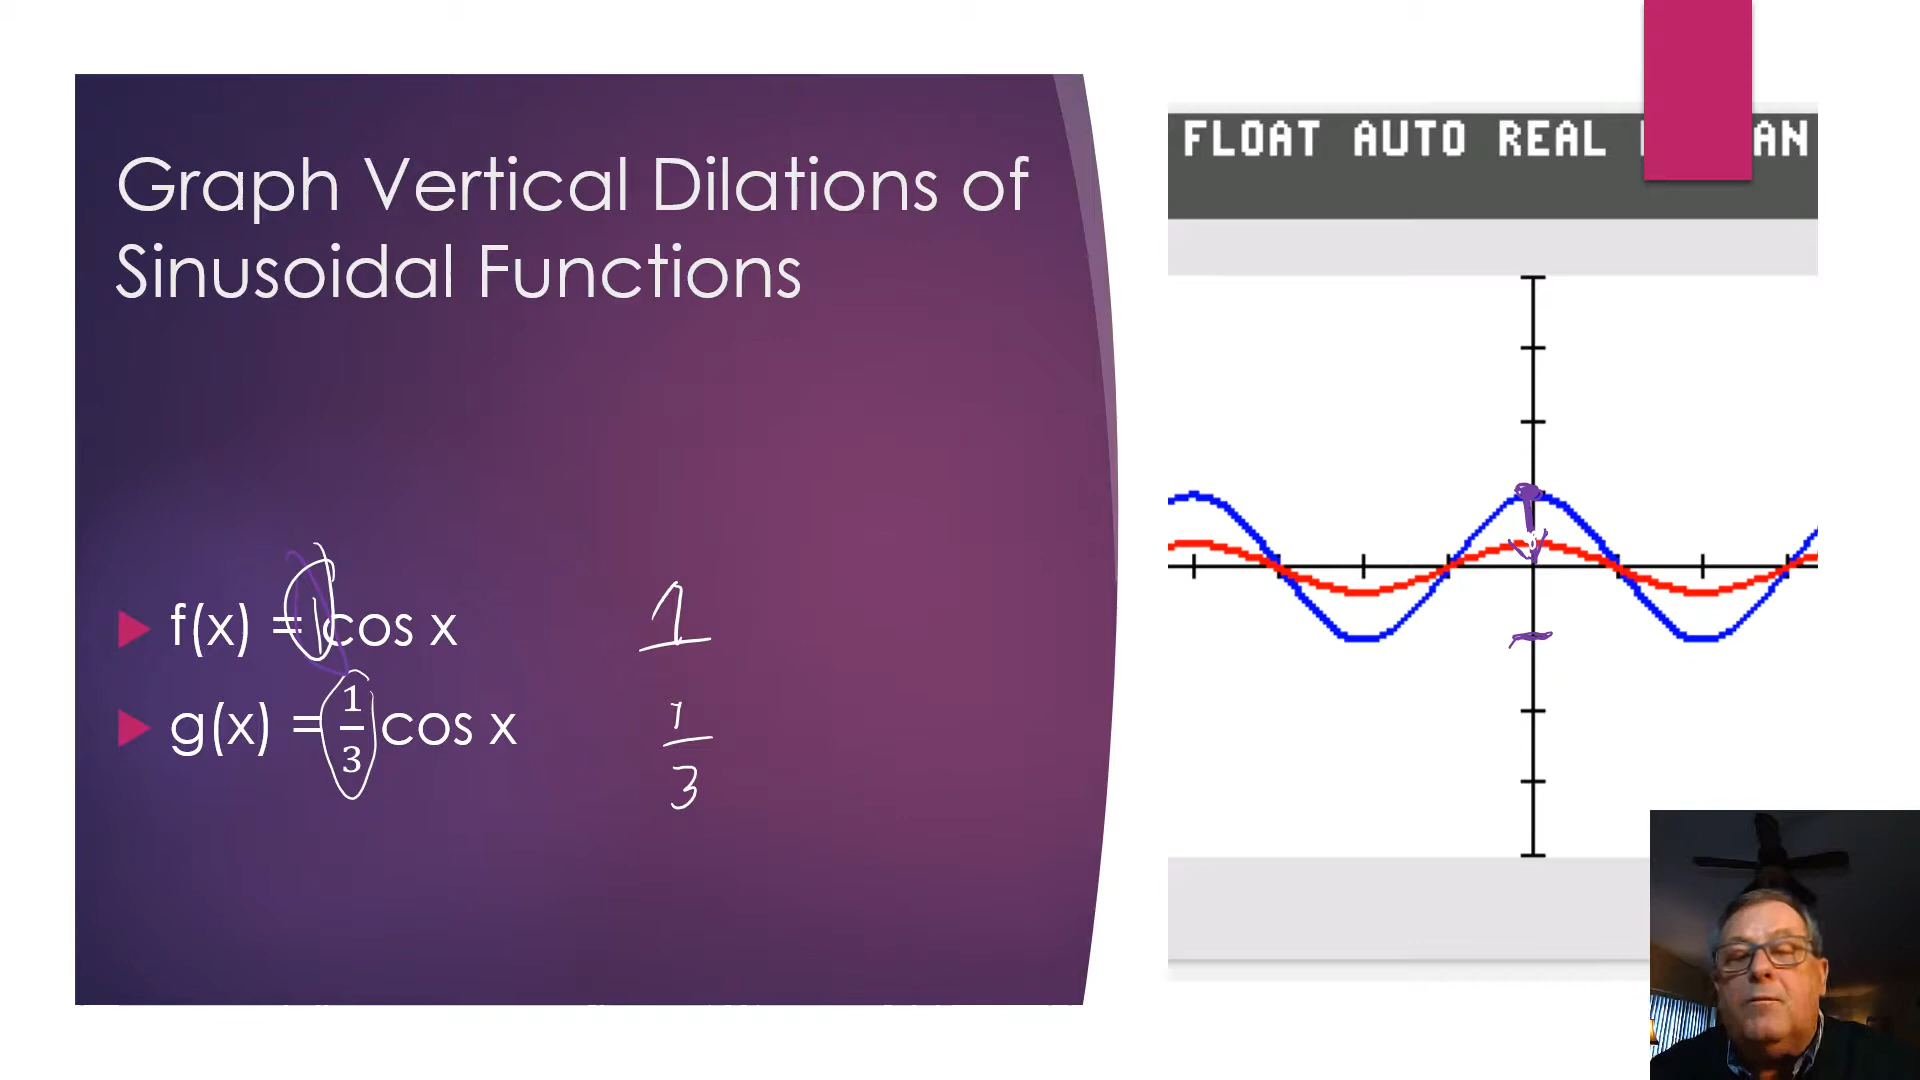 Graph Vertical Dilations of
Sinusoidal Functions
f(x) = 1cos x
g(x) = 1/3 cos x
1
1/3
FLOAT AUTO REAL
AN